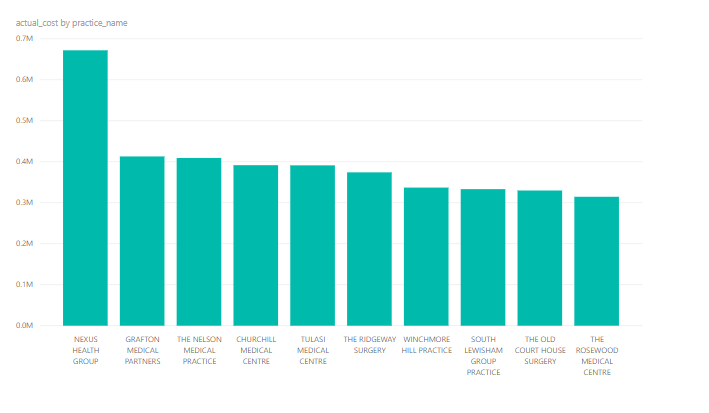 actual_cost by practice_name
0.7M
0.6M
0.5M
0.4M
0.3M
0.2M
0.1M
0.0M
NEXUS
HEALTH
GROUP
GRAFTON
MEDICAL
PARTNERS
THE NELSON
MEDICAL
PRACTICE
CHURCHILL
MEDICAL
CENTRE
TULASI
MEDICAL
CENTRE
THE RIDGEWAY
SURGERY
WINCHMORE
HILL PRACTICE
SOUTH
LEWISHAM
GROUP
PRACTICE
THE OLD
COURT HOUSE
SURGERY
THE
ROSEWOOD
MEDICAL
CENTRE